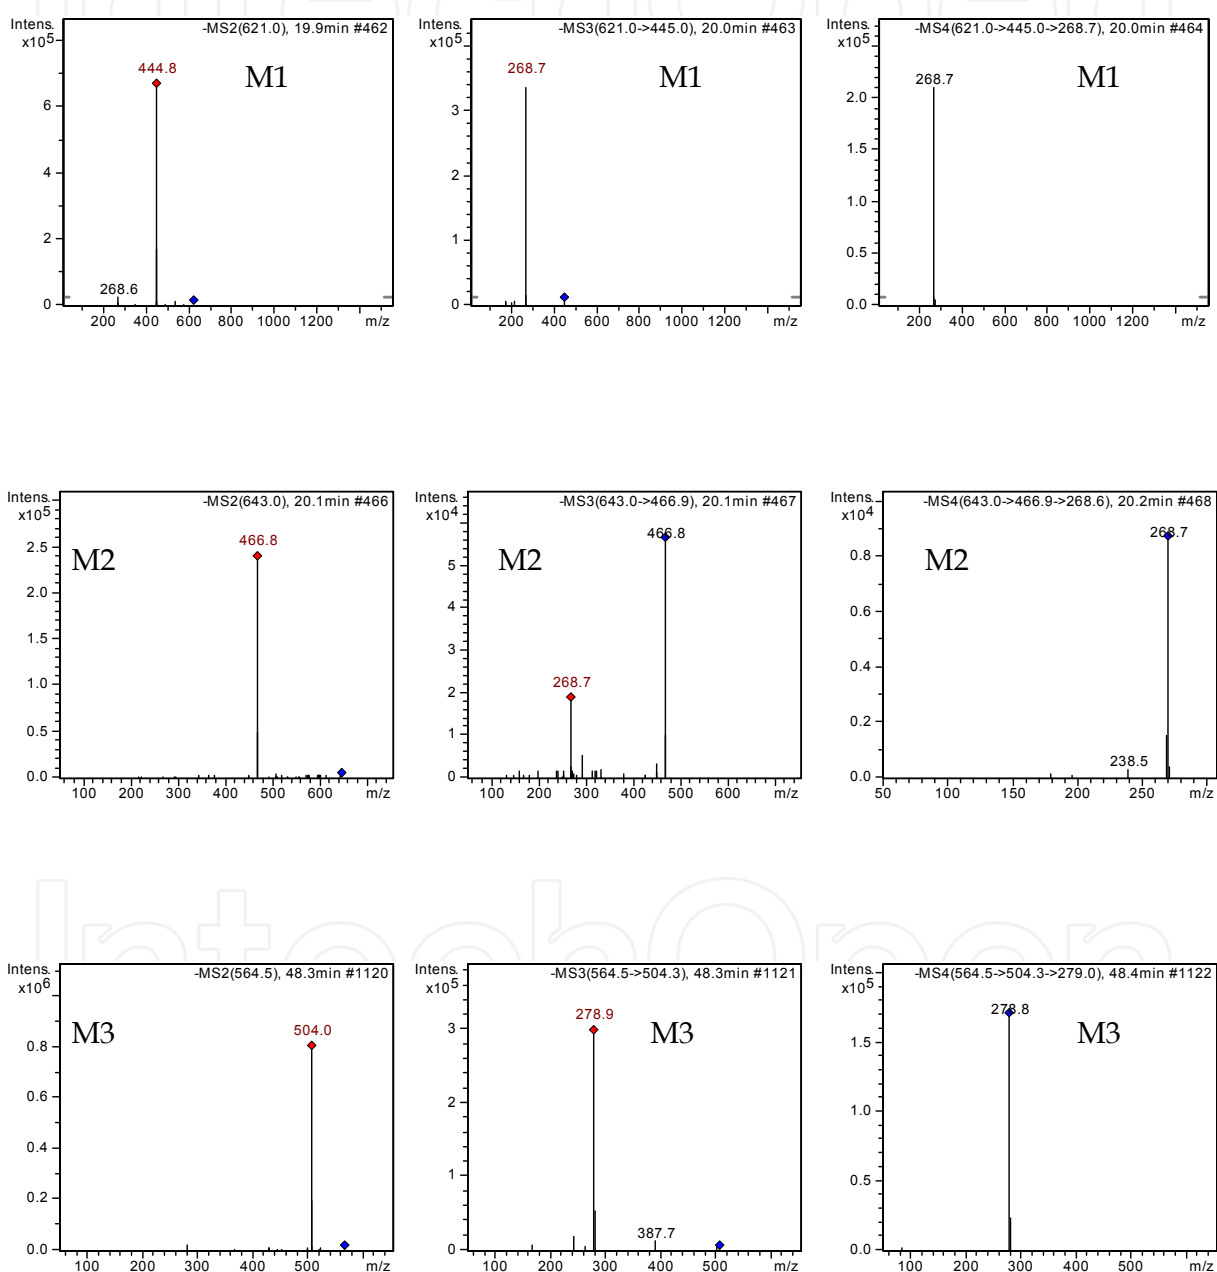 Intens.
x10^5
-MS2(621.0), 19.9min #462
444.8
M1
6
4
2
0
268.6
200 400 600 800 1000 1200 m/z
Intens.
x10^5
-MS3(621.0->445.0), 20.0min #463
268.7
M1
3
2
1
0
200 400 600 800 1000 1200 m/z
Intens.
x10^5
-MS4(621.0->445.0->268.7), 20.0min #464
268.7
M1
2.0
1.5
1.0
0.5
0.0
200 400 600 800 1000 1200 m/z
Intens.
x10^5
-MS2(643.0), 20.1min #466
466.8
M2
2.5
2.0
1.5
1.0
0.5
0.0
100 200 300 400 500 600 m/z
Intens.
x10^4
-MS3(643.0->466.9), 20.1min #467
466.8
M2
5
4
3
268.7
2
1
0
100 200 300 400 500 600 m/z
Intens.
x10^4
-MS4(643.0->466.9->268.6), 20.2min #468
268.7
M2
0.8
0.6
0.4
0.2
238.5
0.0
50 100 150 200 250 m/z
IntechOpen
Intens.
x10^6
-MS2(564.5), 48.3min #1120
504.0
M3
0.8
0.6
0.4
0.2
0.0
100 200 300 400 500 m/z
Intens.
x10^5
-MS3(564.5->504.3), 48.3min #1121
278.9
M3
3
2
1
387.7
0
100 200 300 400 500 m/z
Intens.
x10^5
-MS4(564.5->504.3->279.0), 48.4min #1122
278.8
M3
1.5
1.0
0.5
0.0
100 200 300 400 500 m/z